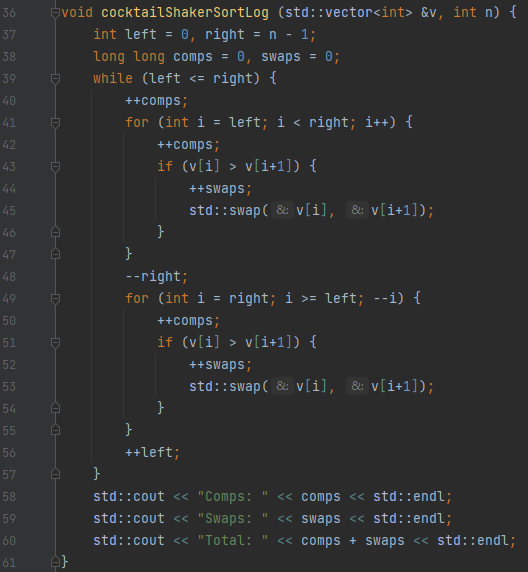 36 void cocktailShakerSortLog (std::vector<int> &v, int n) {
37     int left = 0, right = n - 1;
38     long long comps = 0, swaps = 0;
39     while (left <= right) {
40         ++comps;
41         for (int i = left; i < right; i++) {
42             ++comps;
43             if (v[i] > v[i+1]) {
44                 ++swaps;
45                 std::swap( &: v[i], &: v[i+1]);
46             }
47         }
48         --right;
49         for (int i = right; i >= left; --i) {
50             ++comps;
51             if (v[i] > v[i+1]) {
52                 ++swaps;
53                 std::swap( &: v[i], &: v[i+1]);
54             }
55         }
56         ++left;
57     }
58     std::cout << "Comps: " << comps << std::endl;
59     std::cout << "Swaps: " << swaps << std::endl;
60     std::cout << "Total: " << comps + swaps << std::endl;
61 }